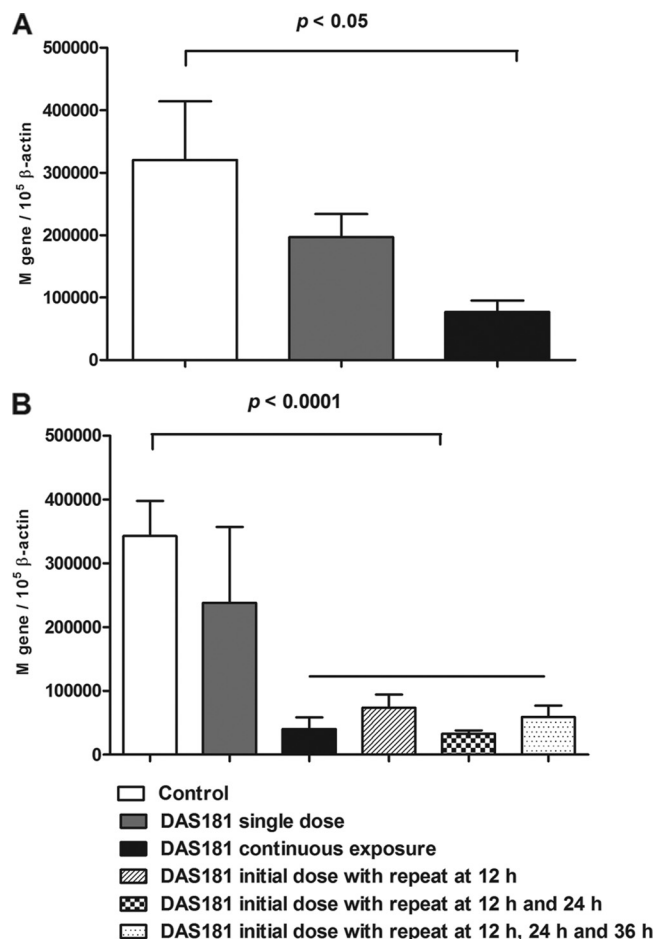 A
p < 0.05
500000
400000
300000
200000
100000
0
M gene / 10⁵ β-actin
B
p < 0.0001
500000
400000
300000
200000
100000
0
M gene / 10⁵ β-actin
Control
DAS181 single dose
DAS181 continuous exposure
DAS181 initial dose with repeat at 12 h
DAS181 initial dose with repeat at 12 h and 24 h
DAS181 initial dose with repeat at 12 h, 24 h and 36 h